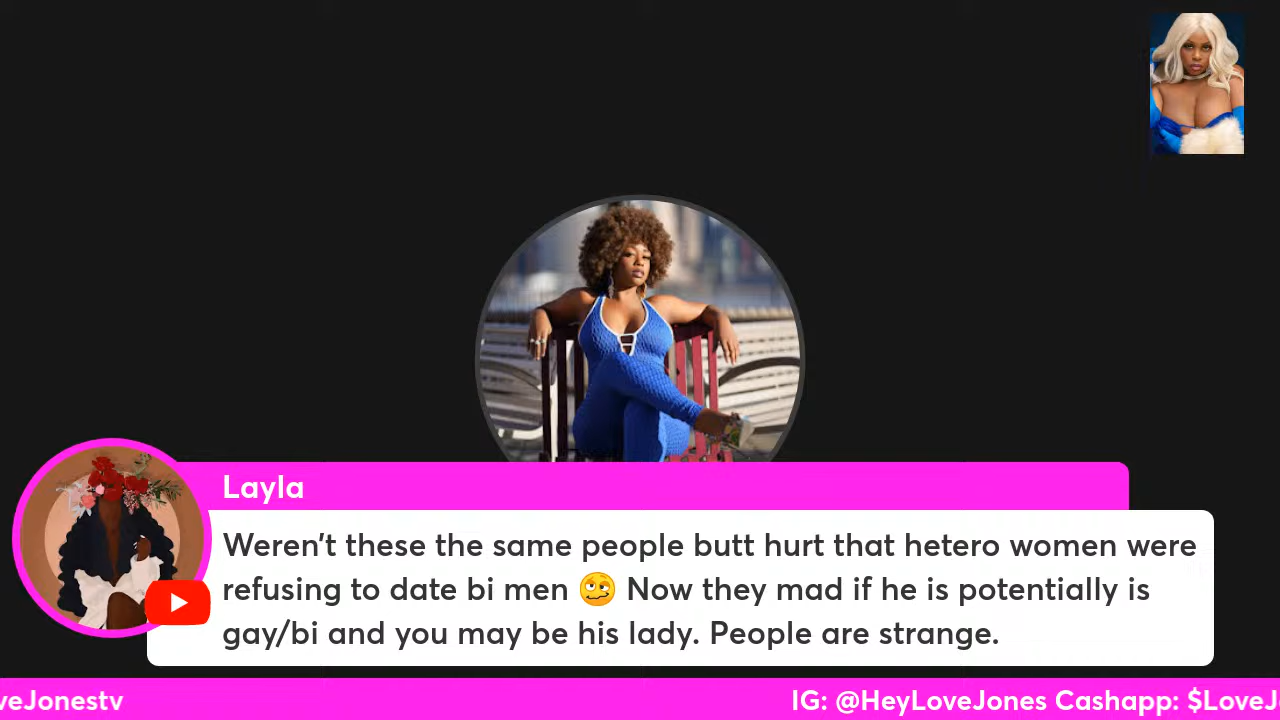 Layla
Weren't these the same people butt hurt that hetero women were
refusing to date bi men 🥴 Now they mad if he is potentially is
gay/bi and you may be his lady. People are strange.
veJonestv
IG: @HeyLoveJones Cashapp: $LoveJ